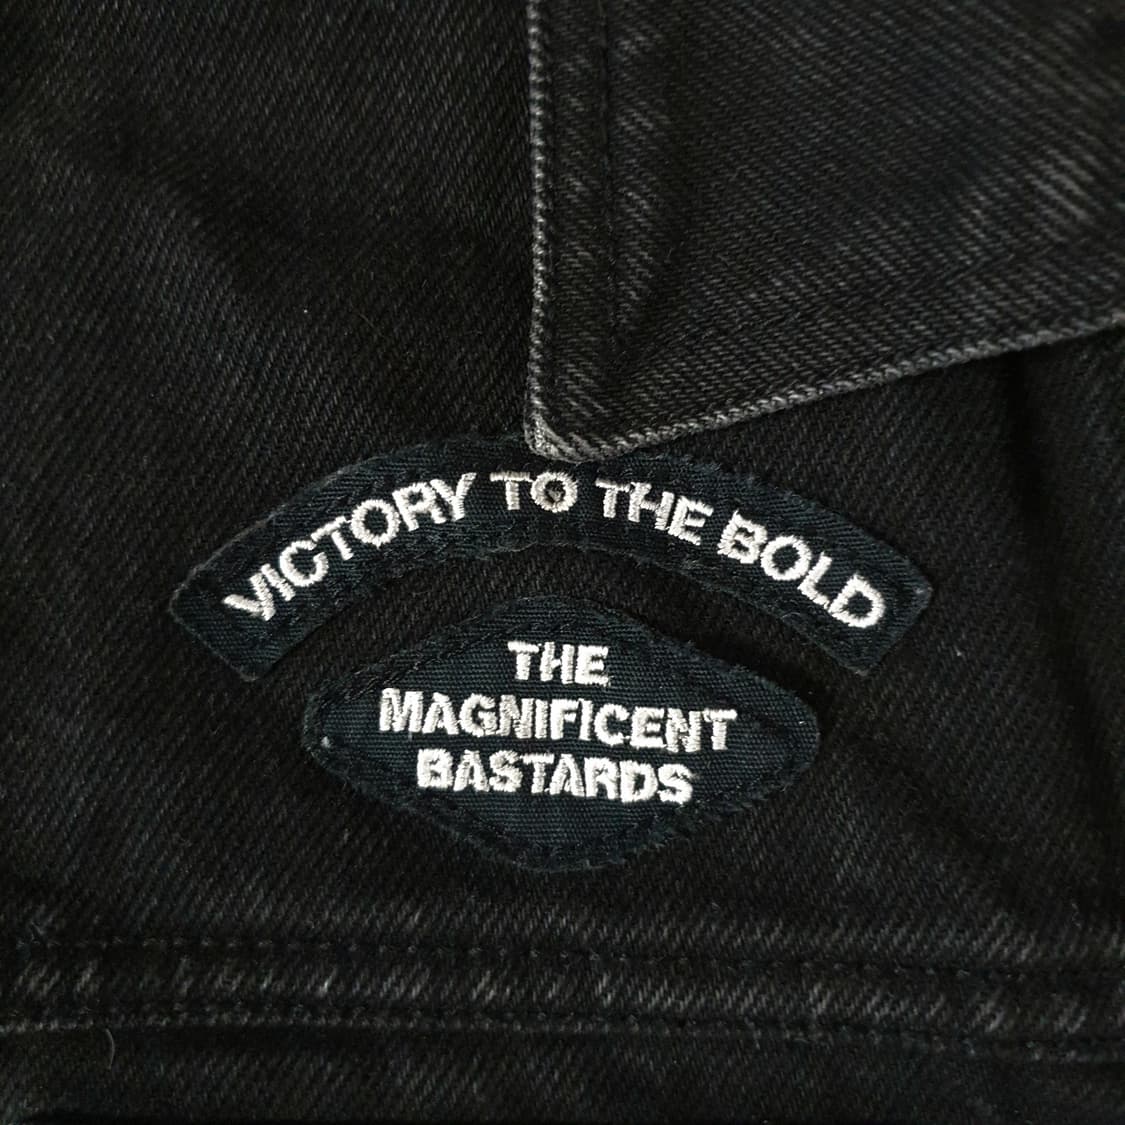 VICTORY TO THE BOLD
THE
MAGNIFICENT
BASTARDS